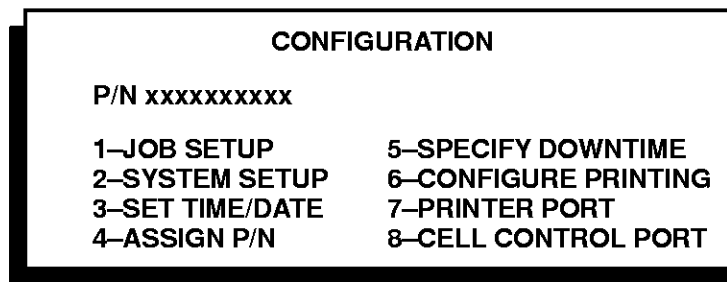 CONFIGURATION
P/N xxxxxxxxxx
1–JOB SETUP 5–SPECIFY DOWNTIME
2–SYSTEM SETUP 6–CONFIGURE PRINTING
3–SET TIME/DATE 7–PRINTER PORT
4–ASSIGN P/N 8–CELL CONTROL PORT